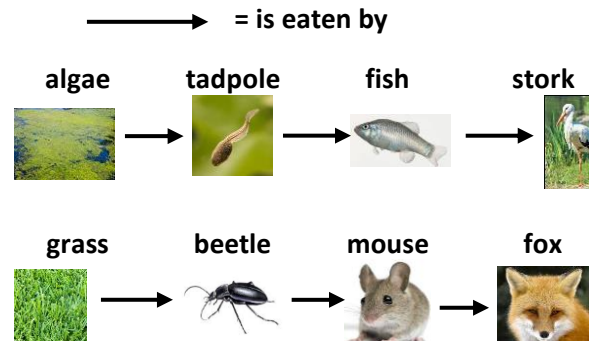 = is eaten by
algae tadpole fish stork
grass beetle mouse fox